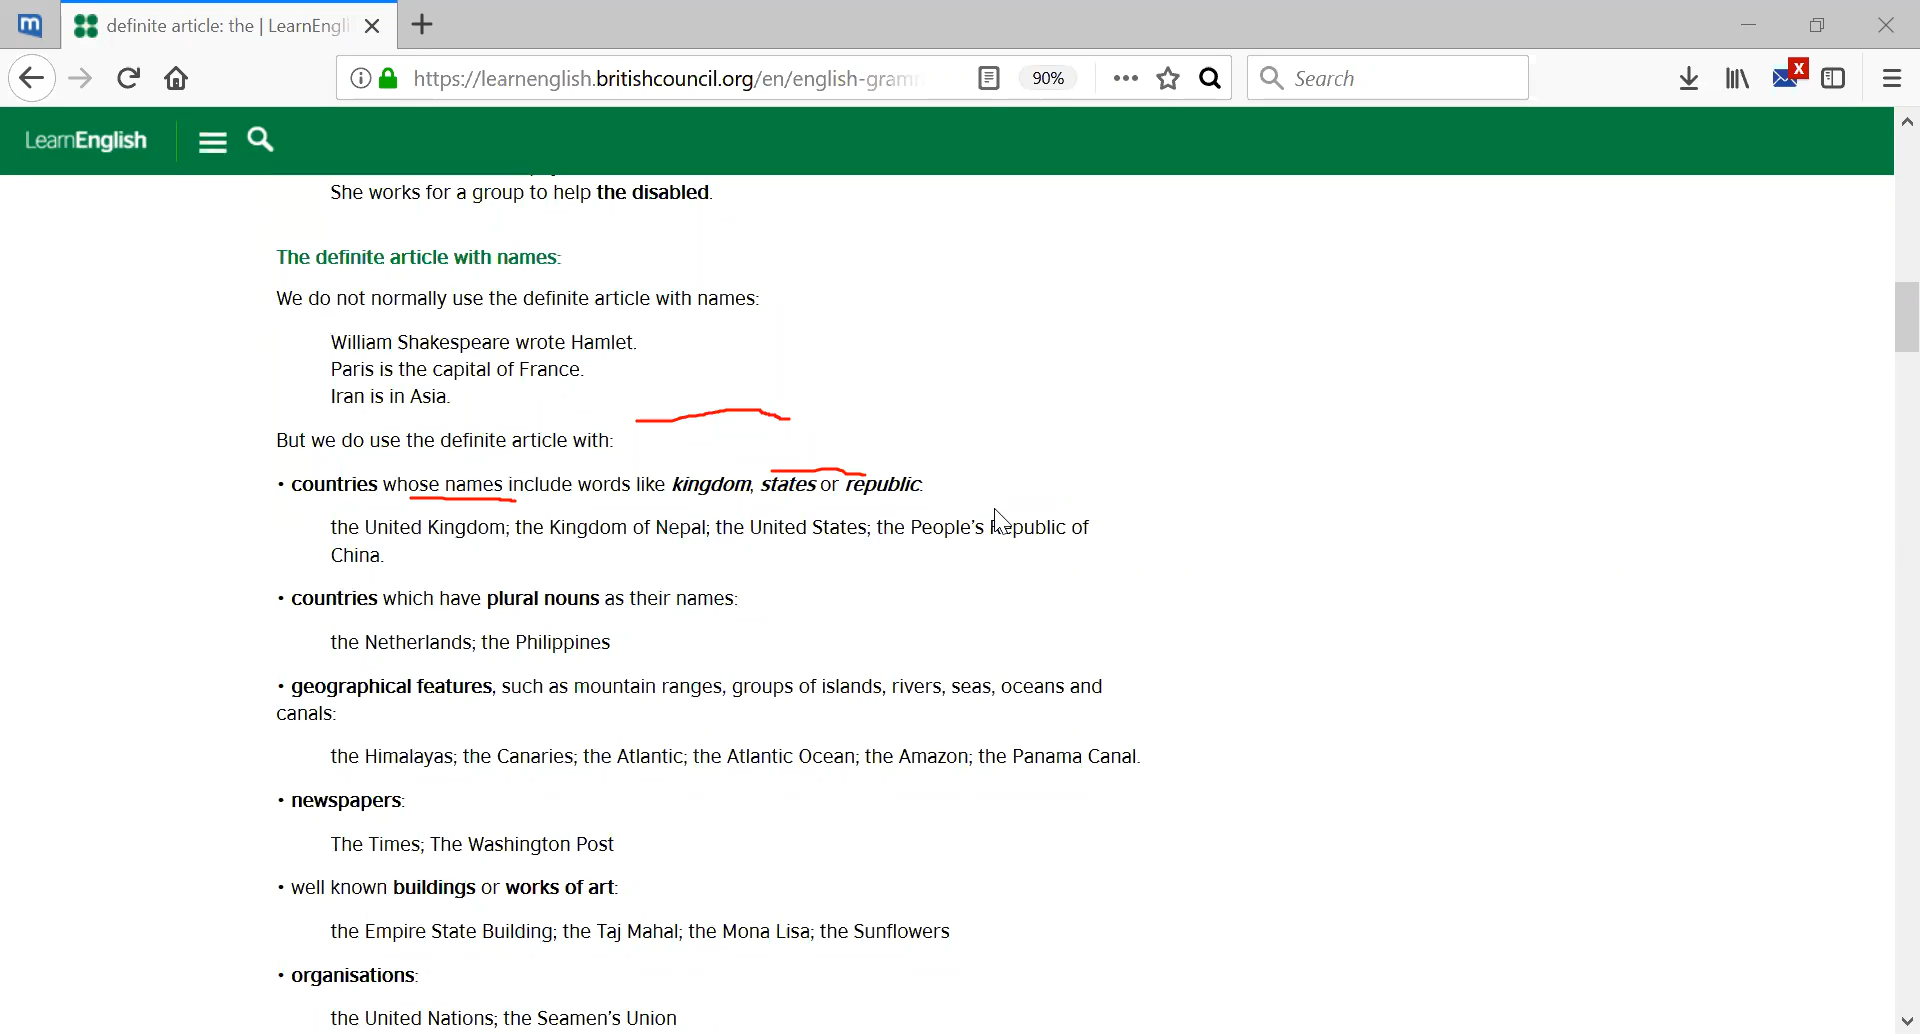 definite article: the | LearnEngli
https://learnenglish.britishcouncil.org/en/english-gramm
90%
Search
X
LearnEnglish
She works for a group to help the disabled.
The definite article with names:
We do not normally use the definite article with names:
William Shakespeare wrote Hamlet.
Paris is the capital of France.
Iran is in Asia.
But we do use the definite article with:
• countries whose names include words like kingdom, states or republic:
the United Kingdom; the Kingdom of Nepal; the United States; the People's Republic of
China.
• countries which have plural nouns as their names:
the Netherlands; the Philippines
• geographical features, such as mountain ranges, groups of islands, rivers, seas, oceans and
canals:
the Himalayas; the Canaries; the Atlantic; the Atlantic Ocean; the Amazon; the Panama Canal.
• newspapers:
The Times; The Washington Post
• well known buildings or works of art:
the Empire State Building; the Taj Mahal; the Mona Lisa; the Sunflowers
• organisations:
the United Nations; the Seamen's Union